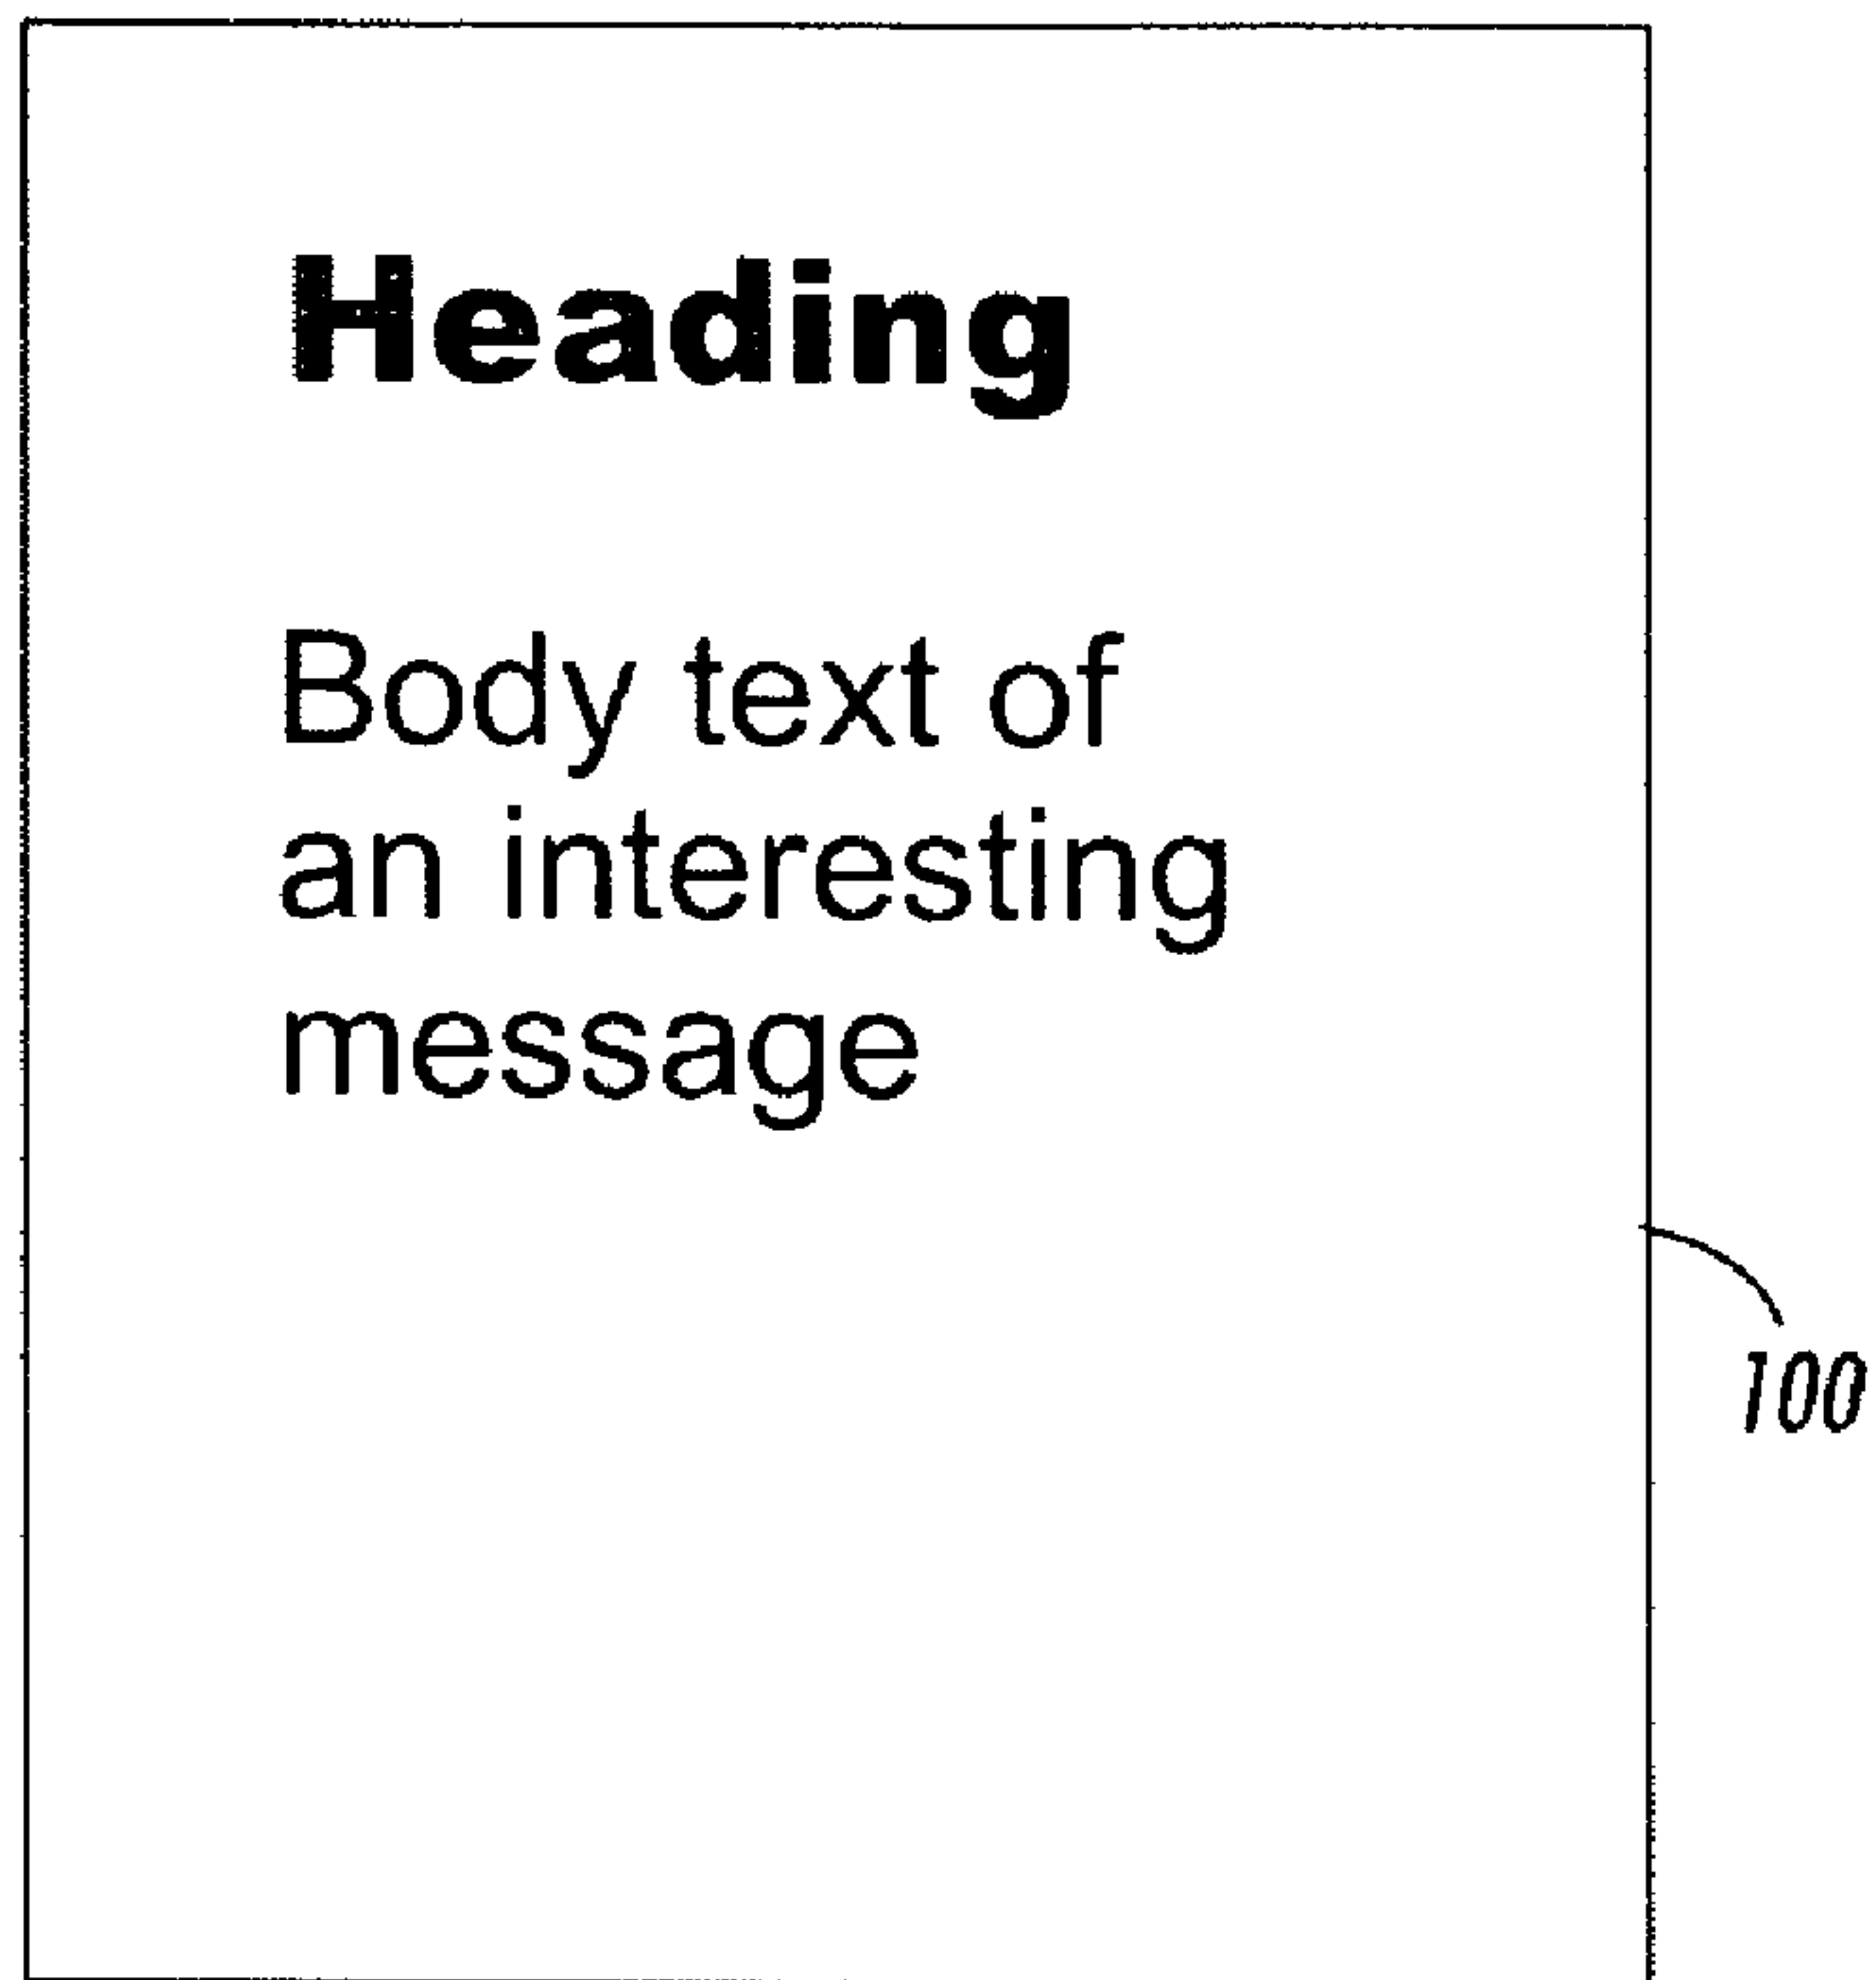 Heading
Body text of
an interesting
message
100